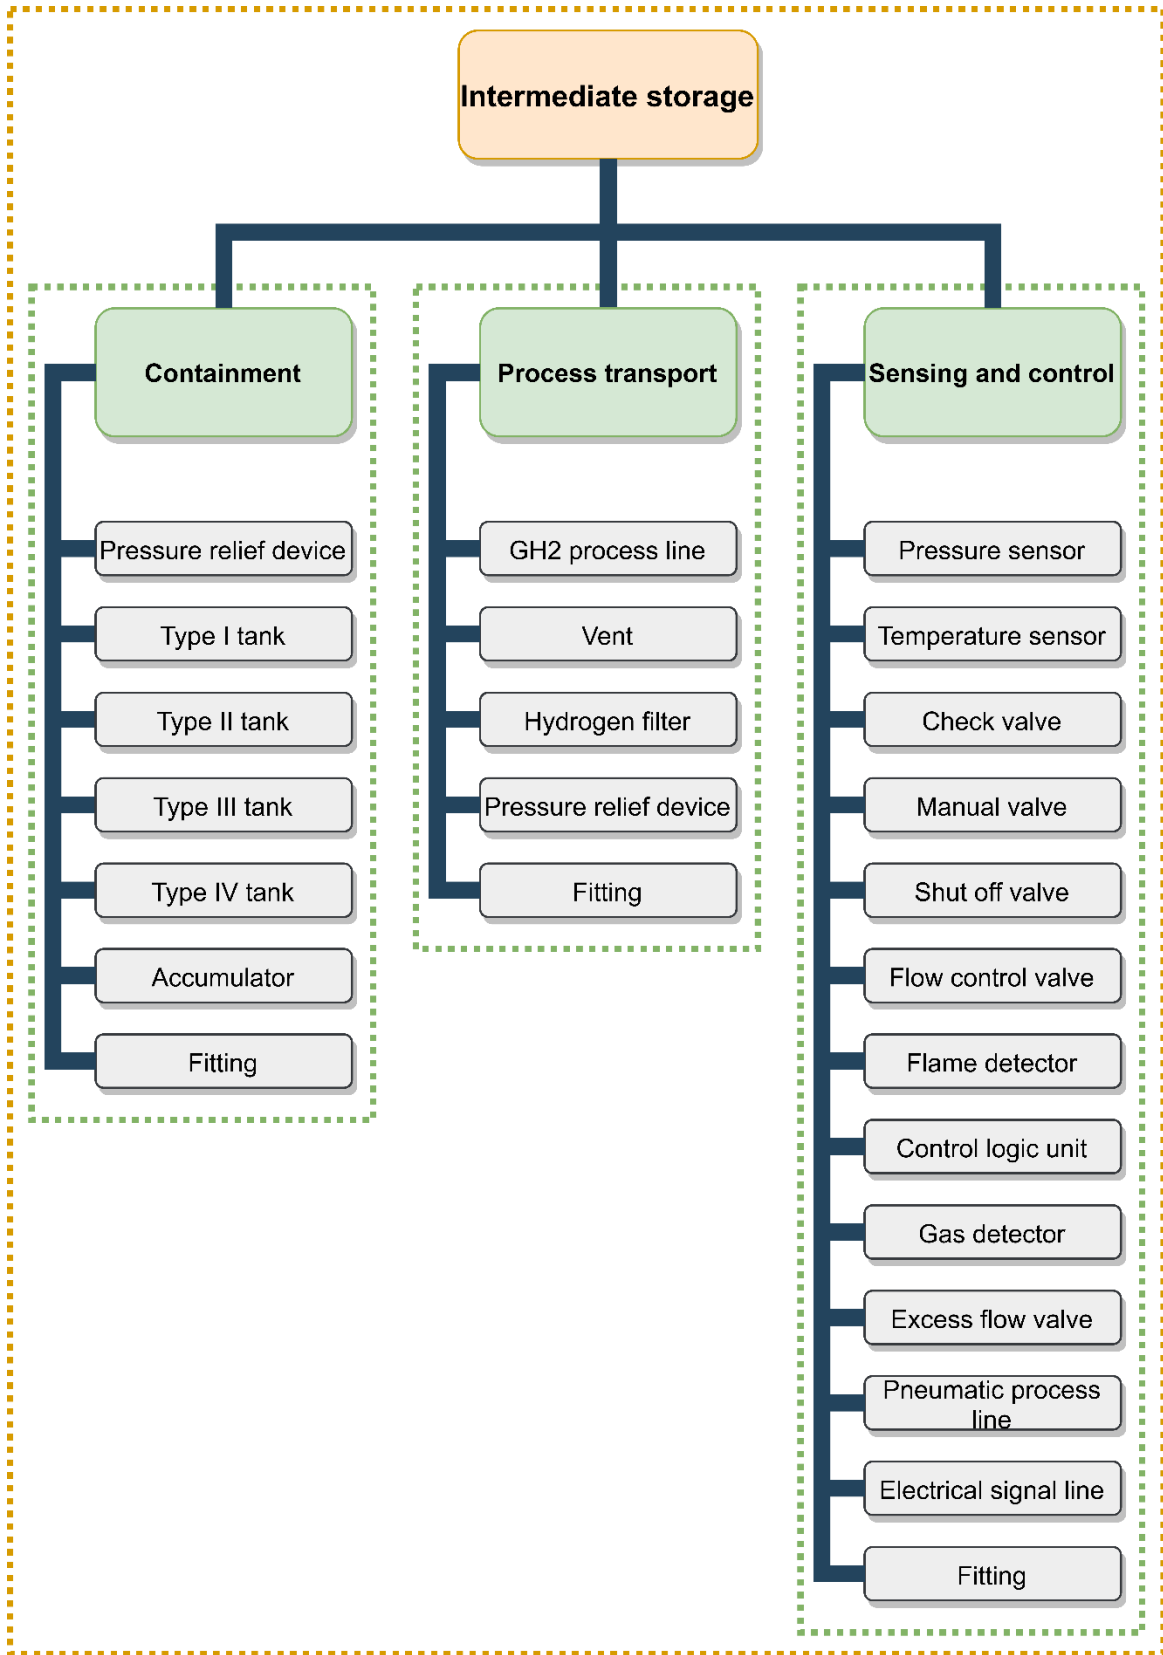 Intermediate storage
Containment
Pressure relief device
Type I tank
Type II tank
Type III tank
Type IV tank
Accumulator
Fitting
Process transport
GH2 process line
Vent
Hydrogen filter
Pressure relief device
Fitting
Sensing and control
Pressure sensor
Temperature sensor
Check valve
Manual valve
Shut off valve
Flow control valve
Flame detector
Control logic unit
Gas detector
Excess flow valve
Pneumatic process
line
Electrical signal line
Fitting